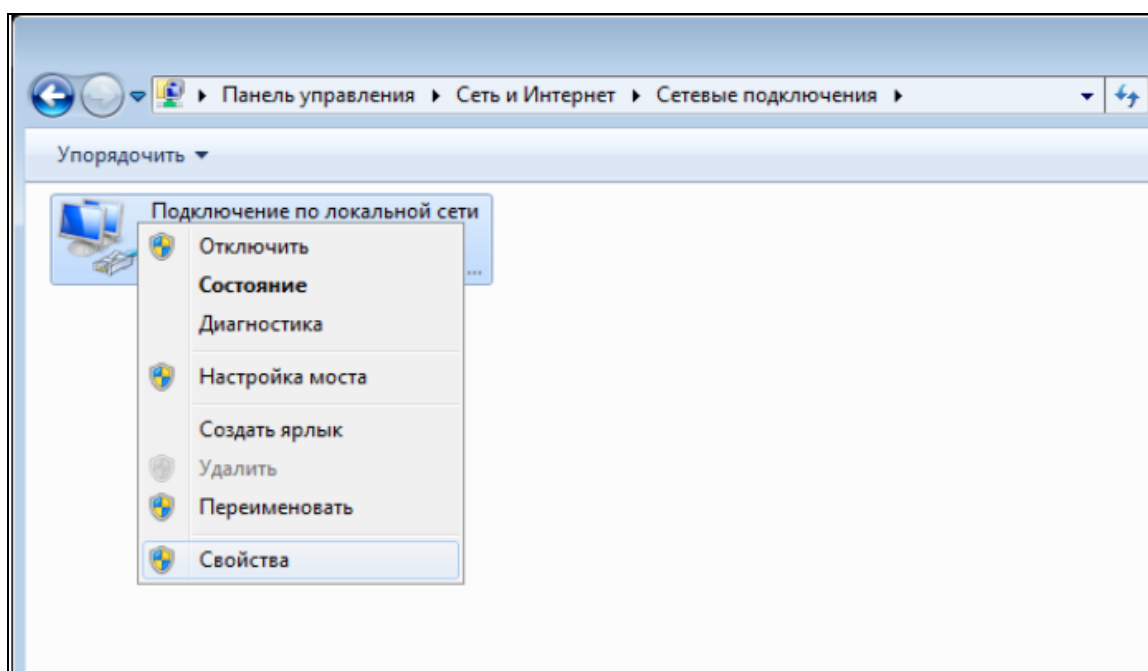 Панель управления Сеть и Интернет Сетевые подключения
Упорядочить
Подключение по локальной сети
...
Отключить
Состояние
Диагностика
Настройка моста
Создать ярлык
Удалить
Переименовать
Свойства